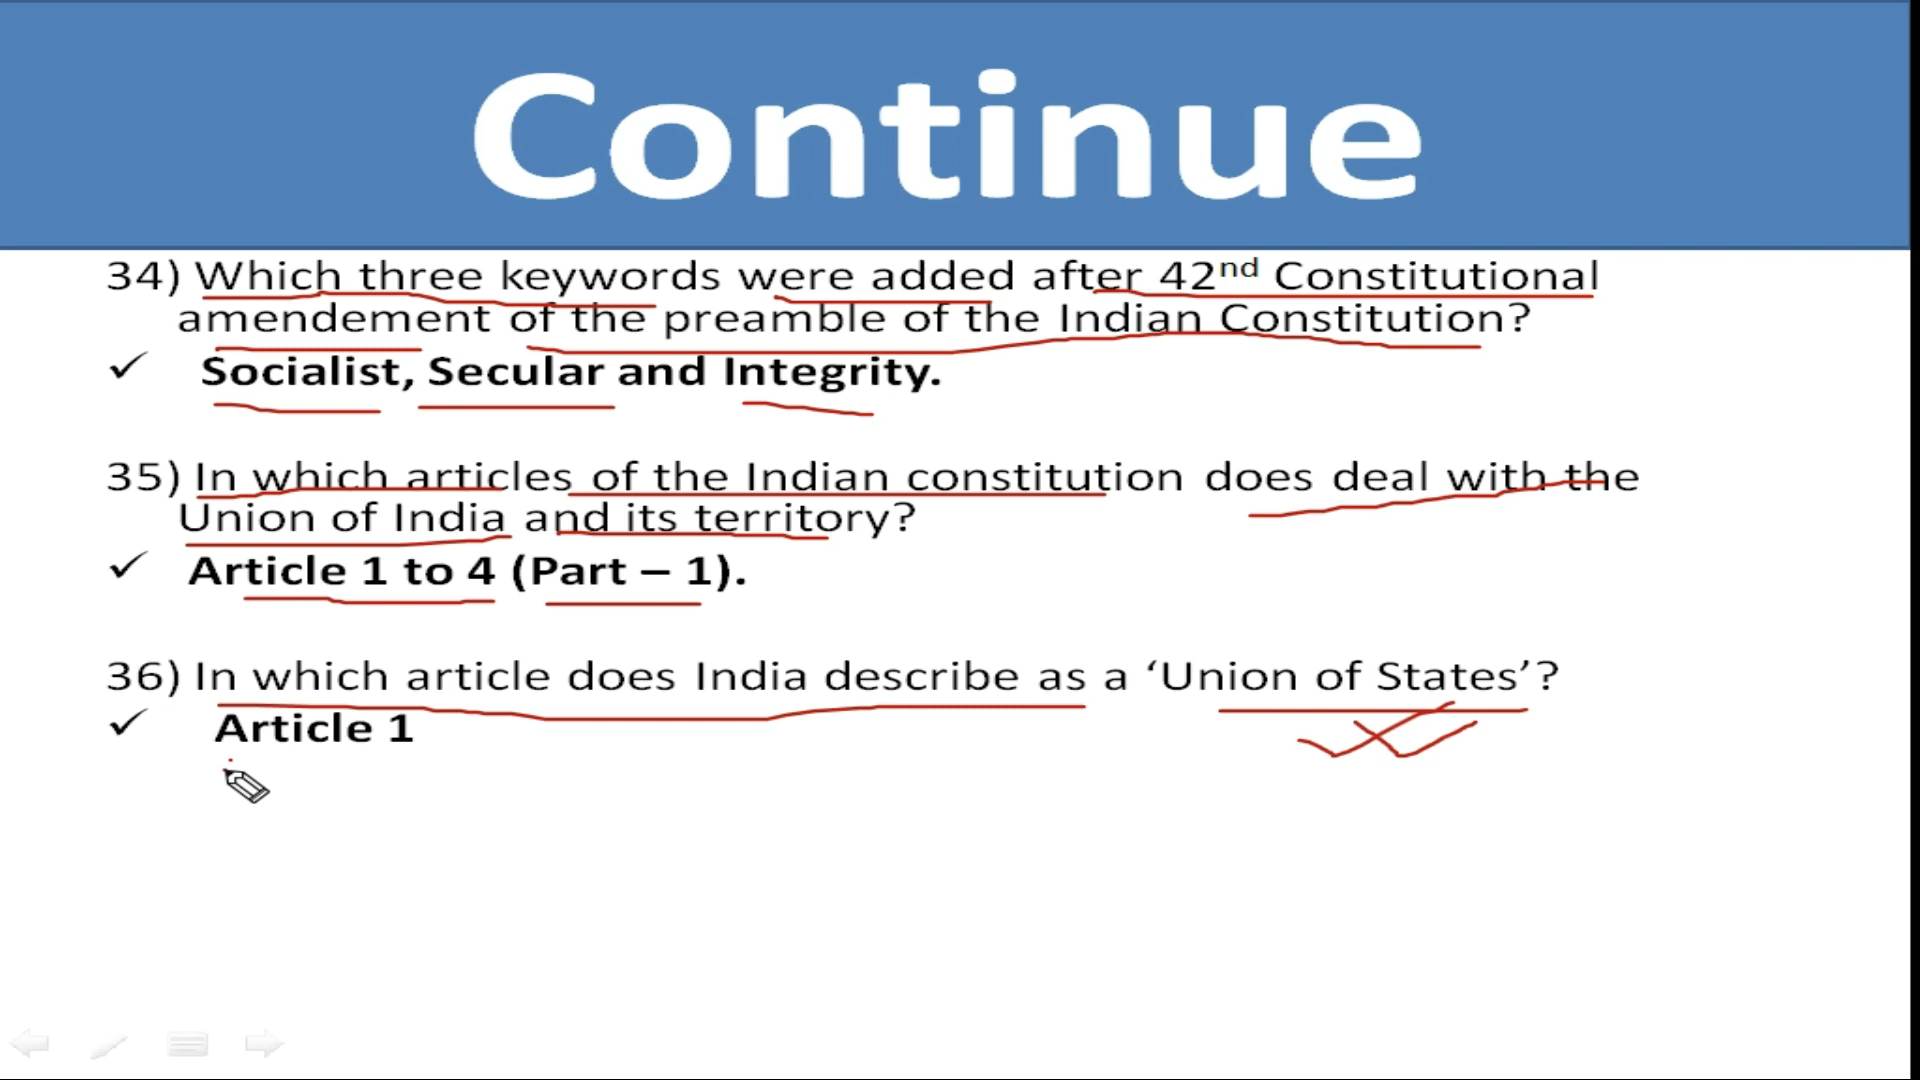 Continue
34) Which three keywords were added after 42nd Constitutional
amendement of the preamble of the Indian Constitution?
✓ Socialist, Secular and Integrity.
35) In which articles of the Indian constitution does deal with the
Union of India and its territory?
✓ Article 1 to 4 (Part – 1).
36) In which article does India describe as a ‘Union of States’?
✓ Article 1